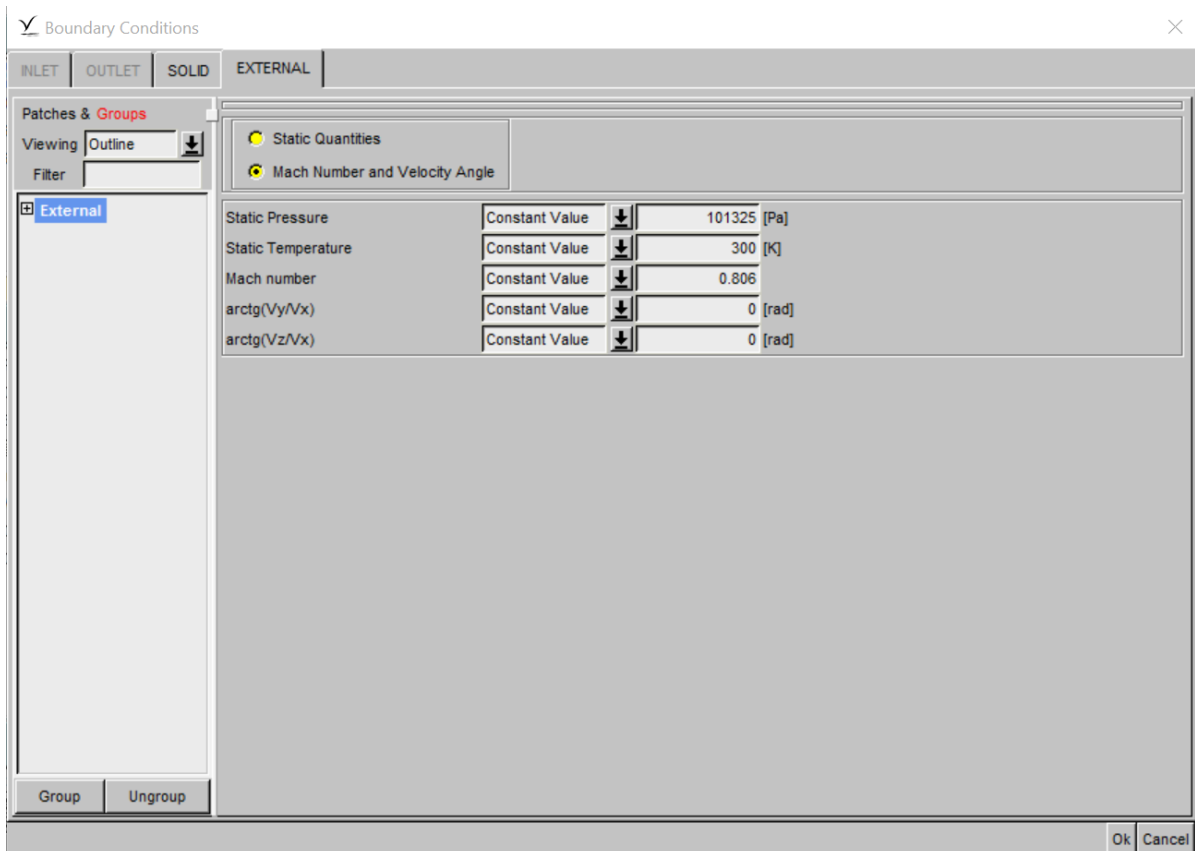 Boundary Conditions
INLET OUTLET SOLID EXTERNAL
Patches & Groups
Viewing Outline
Filter
External
Static Quantities
Mach Number and Velocity Angle
Static Pressure Constant Value 101325 [Pa]
Static Temperature Constant Value 300 [K]
Mach number Constant Value 0.806
arctg(Vy/Vx) Constant Value 0 [rad]
arctg(Vz/Vx) Constant Value 0 [rad]
Group Ungroup
Ok Cancel